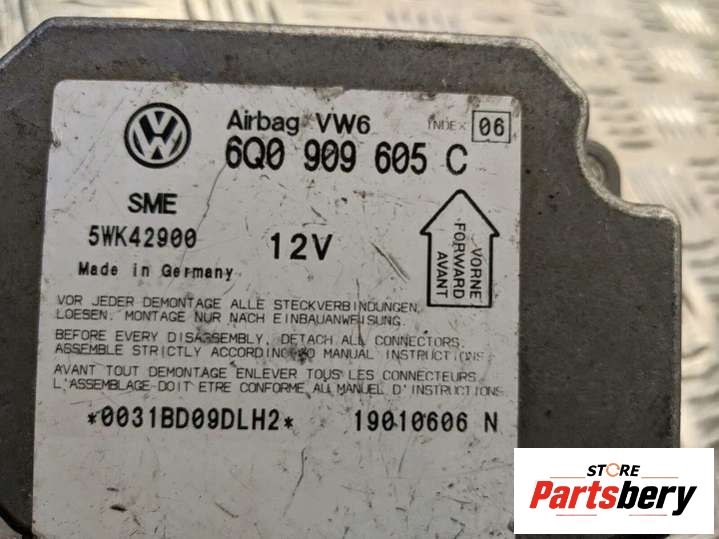 Airbag VW6 INDEX 06
6Q0 909 605 C
SME
5WK42900
12V
Made in Germany
VORNE
FORWARD
AVANT
VOR JEDER DEMONTAGE ALLE STECKVERBINDUNGEN
LOESEN. MONTAGE NUR NACH EINBAUANWEISUNG.
BEFORE EVERY DISASSEMBLY, DETACH ALL CONNECTORS.
ASSEMBLE STRICTLY ACCORDING TO MANUAL INSTRUCTIONS
AVANT TOUT DEMONTAGE ENLEVER TOUS LES CONNECTEURS
L'ASSEMBLAGE DOIT ETRE CONFORME AU MANUEL D'INSTRUCTIONS
*0031BD09DLH2* 19010606 N
STORE
Partsbery